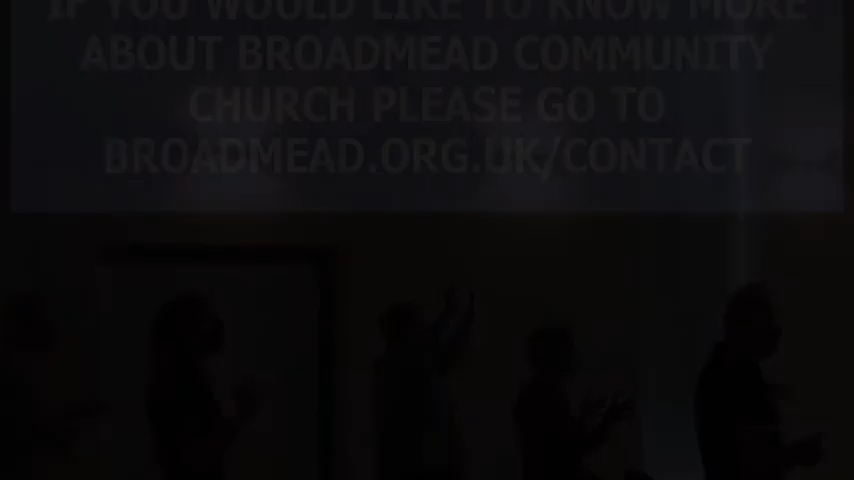 IF YOU WOULD LIKE TO KNOW MORE
ABOUT BROADMEAD COMMUNITY
CHURCH PLEASE GO TO
BROADMEAD.ORG.UK/CONTACT